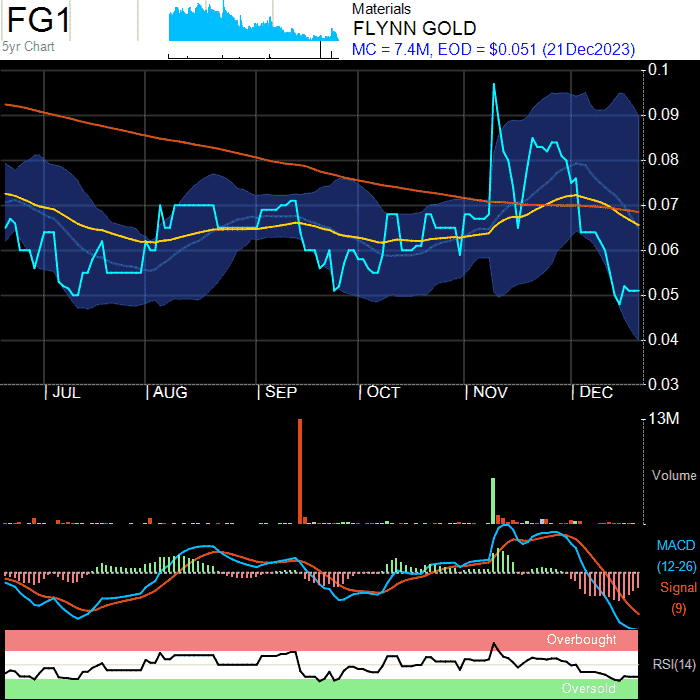 FG1
5yr Chart
Materials
FLYNN GOLD
MC = 7.4M, EOD = $0.051 (21Dec2023)
0.1
0.09
0.08
0.07
0.06
0.05
0.04
0.03
JUL AUG SEP OCT NOV DEC
13M
Volume
MACD
(12-26)
Signal
(9)
Overbought
RSI(14)
Oversold